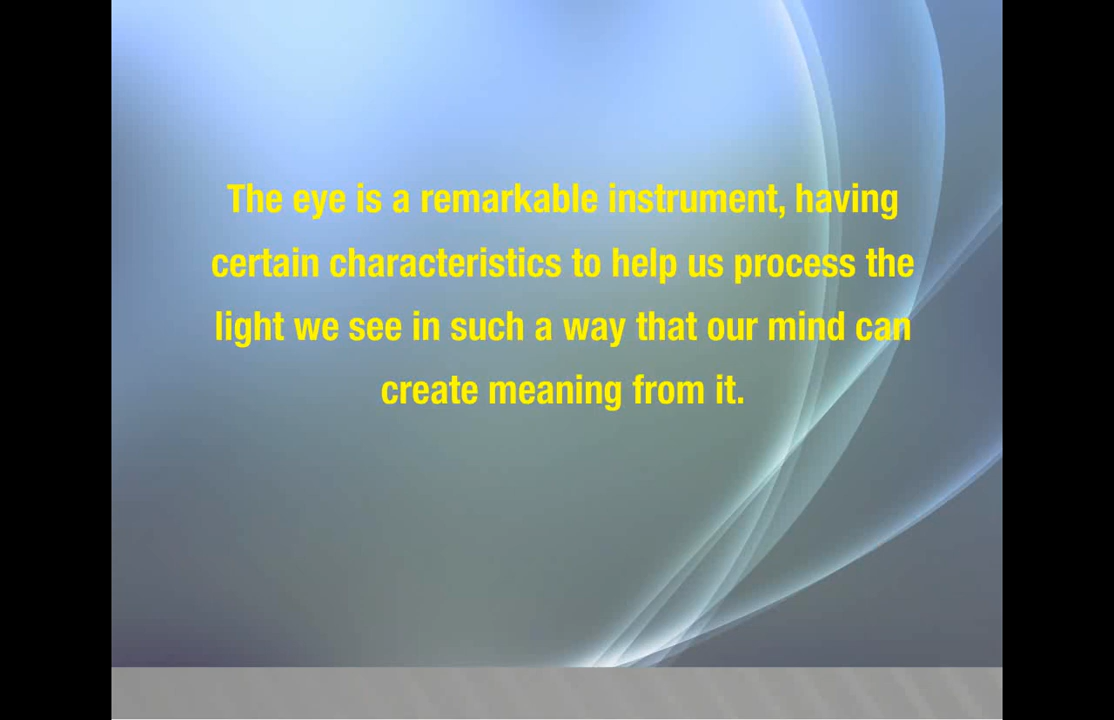 The eye is a remarkable instrument, having
certain characteristics to help us process the
light we see in such a way that our mind can
create meaning from it.